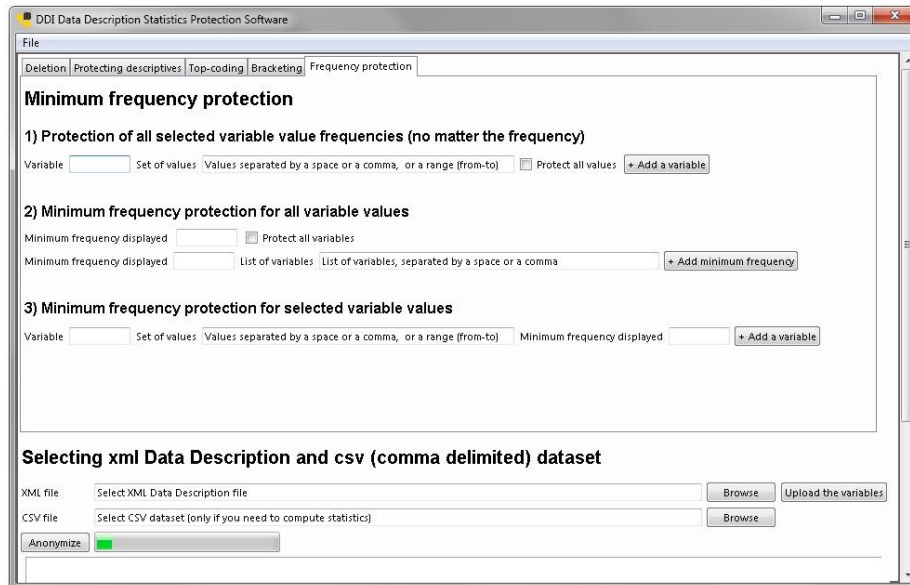 DDI Data Description Statistics Protection Software
File
Deletion Protecting descriptives Top-coding Bracketing Frequency protection
Minimum frequency protection
1) Protection of all selected variable value frequencies (no matter the frequency)
Variable Set of values Values separated by a space or a comma, or a range (from-to) Protect all values + Add a variable
2) Minimum frequency protection for all variable values
Minimum frequency displayed Protect all variables
Minimum frequency displayed List of variables List of variables, separated by a space or a comma + Add minimum frequency
3) Minimum frequency protection for selected variable values
Variable Set of values Values separated by a space or a comma, or a range (from-to) Minimum frequency displayed + Add a variable
Selecting xml Data Description and csv (comma delimited) dataset
XML file Select XML Data Description file Browse Upload the variables
CSV file Select CSV dataset (only if you need to compute statistics) Browse
Anonymize